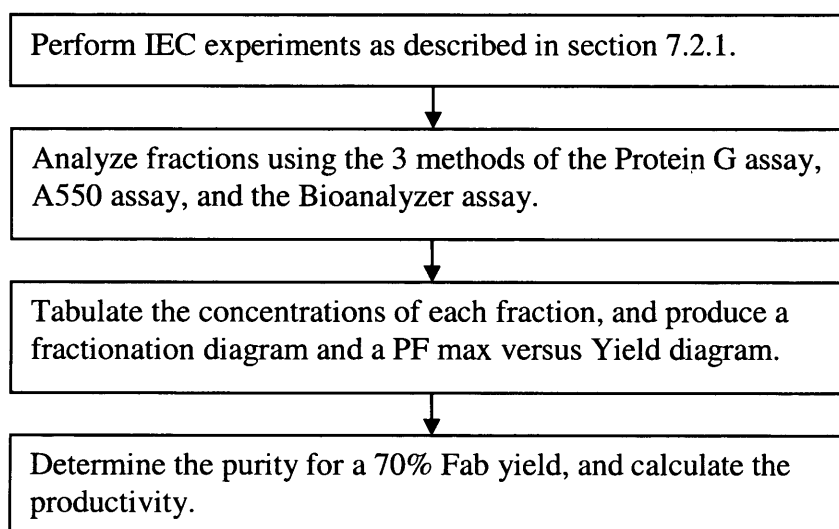 Perform IEC experiments as described in section 7.2.1.
Analyze fractions using the 3 methods of the Protein G assay,
A550 assay, and the Bioanalyzer assay.
Tabulate the concentrations of each fraction, and produce a
fractionation diagram and a PF max versus Yield diagram.
Determine the purity for a 70% Fab yield, and calculate the
productivity.